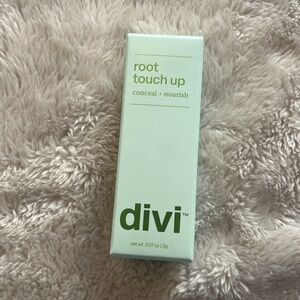 root
touch up
conceal + nourish
divi™
net wt. 0.07 oz | 2g